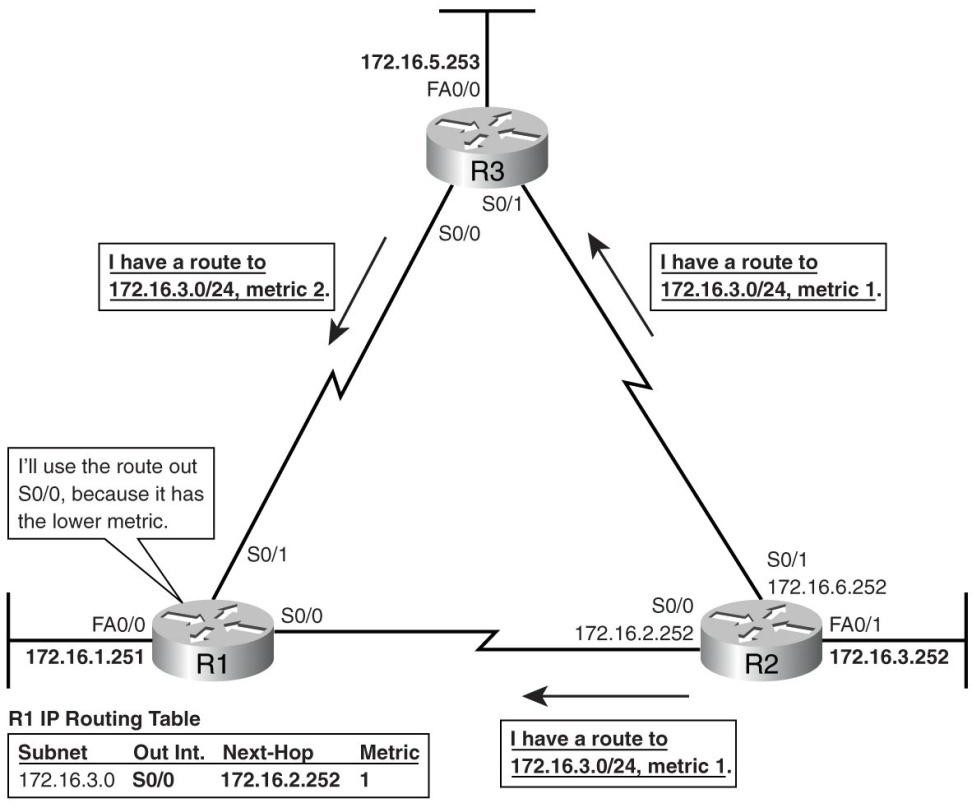 172.16.5.253
FA0/0
R3
S0/1
S0/0
I have a route to
172.16.3.0/24, metric 2.
I have a route to
172.16.3.0/24, metric 1.
I'll use the route out
S0/0, because it has
the lower metric.
S0/1
S0/1
172.16.6.252
FA0/0
172.16.1.251
R1
S0/0
S0/0
172.16.2.252
R2
FA0/1
172.16.3.252
R1 IP Routing Table
Subnet Out Int. Next-Hop Metric
172.16.3.0 S0/0 172.16.2.252 1
I have a route to
172.16.3.0/24, metric 1.